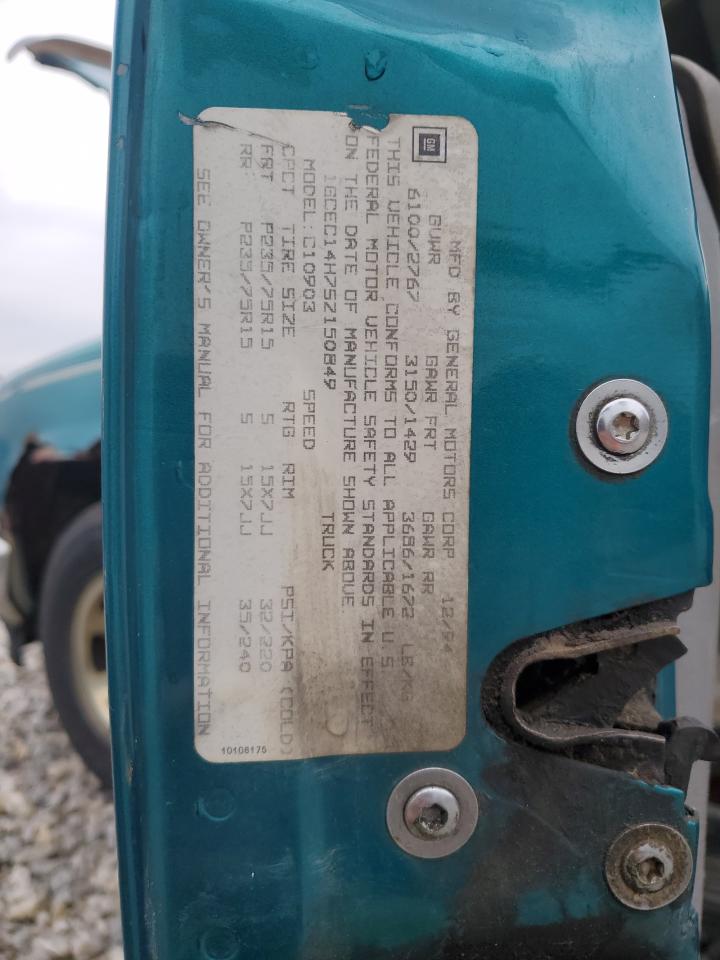 GM
MFD BY GENERAL MOTORS CORP 12/94
GVWR GAWR FRT GAWR RR
6100/2767 3150/1429 3686/1672 LB/KG
THIS VEHICLE CONFORMS TO ALL APPLICABLE U.S
FEDERAL MOTOR VEHICLE SAFETY STANDARDS IN EFFECT
ON THE DATE OF MANUFACTURE SHOWN ABOVE.
1GCEC14H7SZ150849 TRUCK
MODEL: C10903 SPEED
CPCT TIRE SIZE RTG RIM PSI/KPA (COLD)
FRT P235/75R15 S 15X7JJ 32/220
RR P235/75R15 S 15X7JJ 35/240
SEE OWNER'S MANUAL FOR ADDITIONAL INFORMATION
10106175